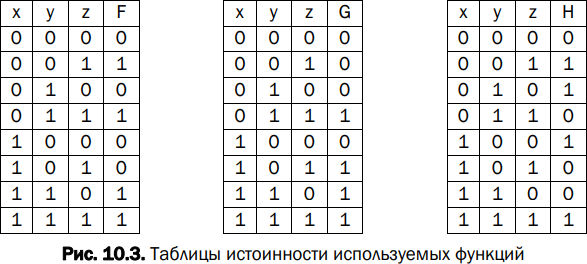 x y z F x y z G x y z H
0 0 0 0 0 0 0 0 0 0 0 0
0 0 1 1 0 0 1 0 0 0 1 1
0 1 0 0 0 1 0 0 0 1 0 1
0 1 1 1 0 1 1 1 0 1 1 0
1 0 0 0 1 0 0 0 1 0 0 1
1 0 1 0 1 0 1 1 1 0 1 0
1 1 0 1 1 1 0 1 1 1 0 0
1 1 1 1 1 1 1 1 1 1 1 1
Рис. 10.3. Таблицы истоинности используемых функций